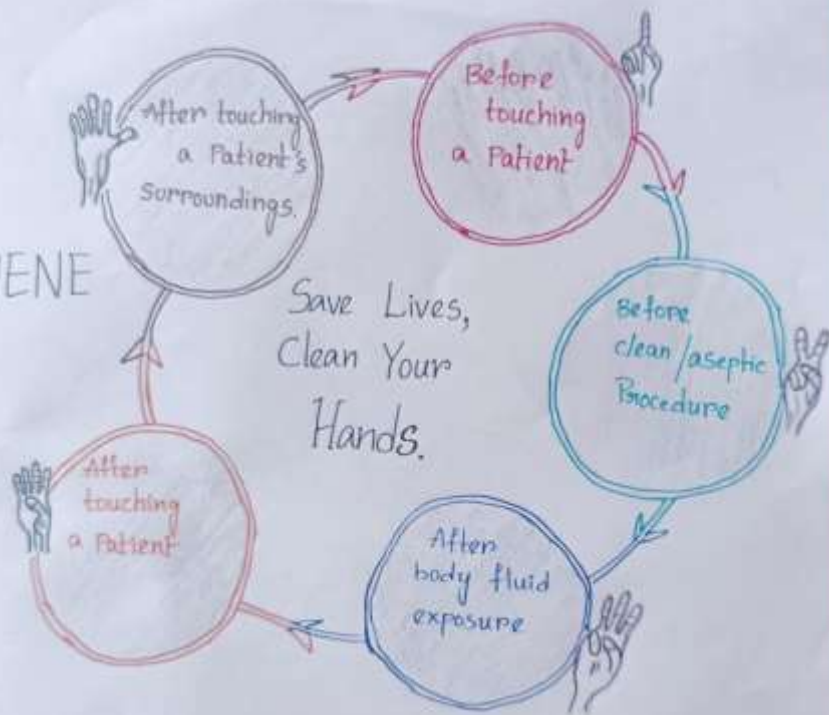 After touching
a Patient's
Surroundings.
Before
touching
a Patient
Before
clean/aseptic
Procedure
After
body fluid
exposure
After
touching
a Patient
Save Lives,
Clean Your
Hands.